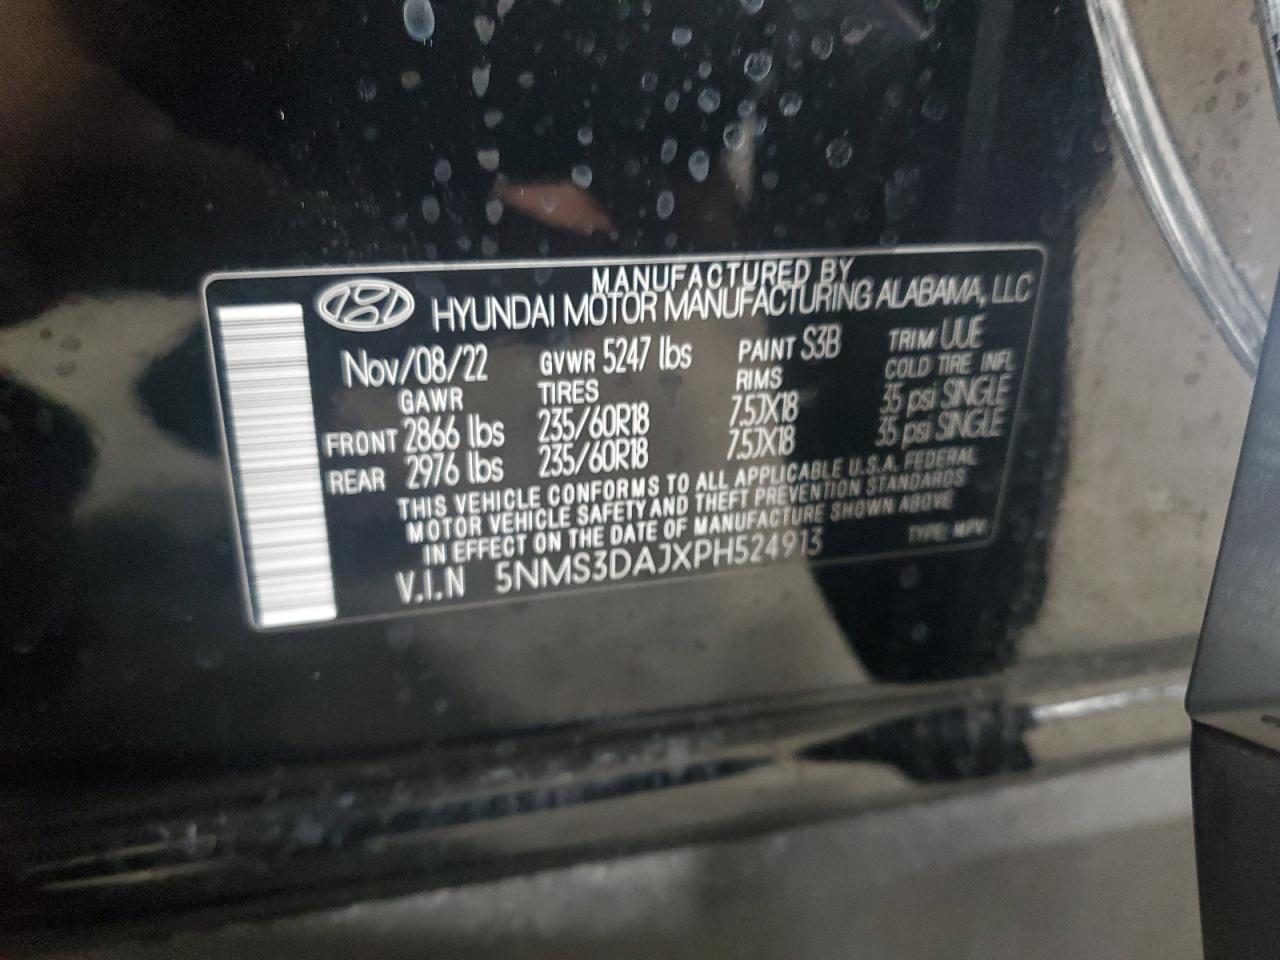 MANUFACTURED BY
HYUNDAI MOTOR MANUFACTURING ALABAMA, LLC
Nov/08/22 GVWR 5247 lbs PAINT S3B TRIM UUE
GAWR TIRES RIMS COLD TIRE INFL
FRONT 2866 lbs 235/60R18 7.5JX18 35 psi SINGLE
REAR 2976 lbs 235/60R18 7.5JX18 35 psi SINGLE
THIS VEHICLE CONFORMS TO ALL APPLICABLE U.S.A. FEDERAL
MOTOR VEHICLE SAFETY AND THEFT PREVENTION STANDARDS
IN EFFECT ON THE DATE OF MANUFACTURE SHOWN ABOVE
V.I.N 5NMS3DAJXPH524913 TYPE: MPV